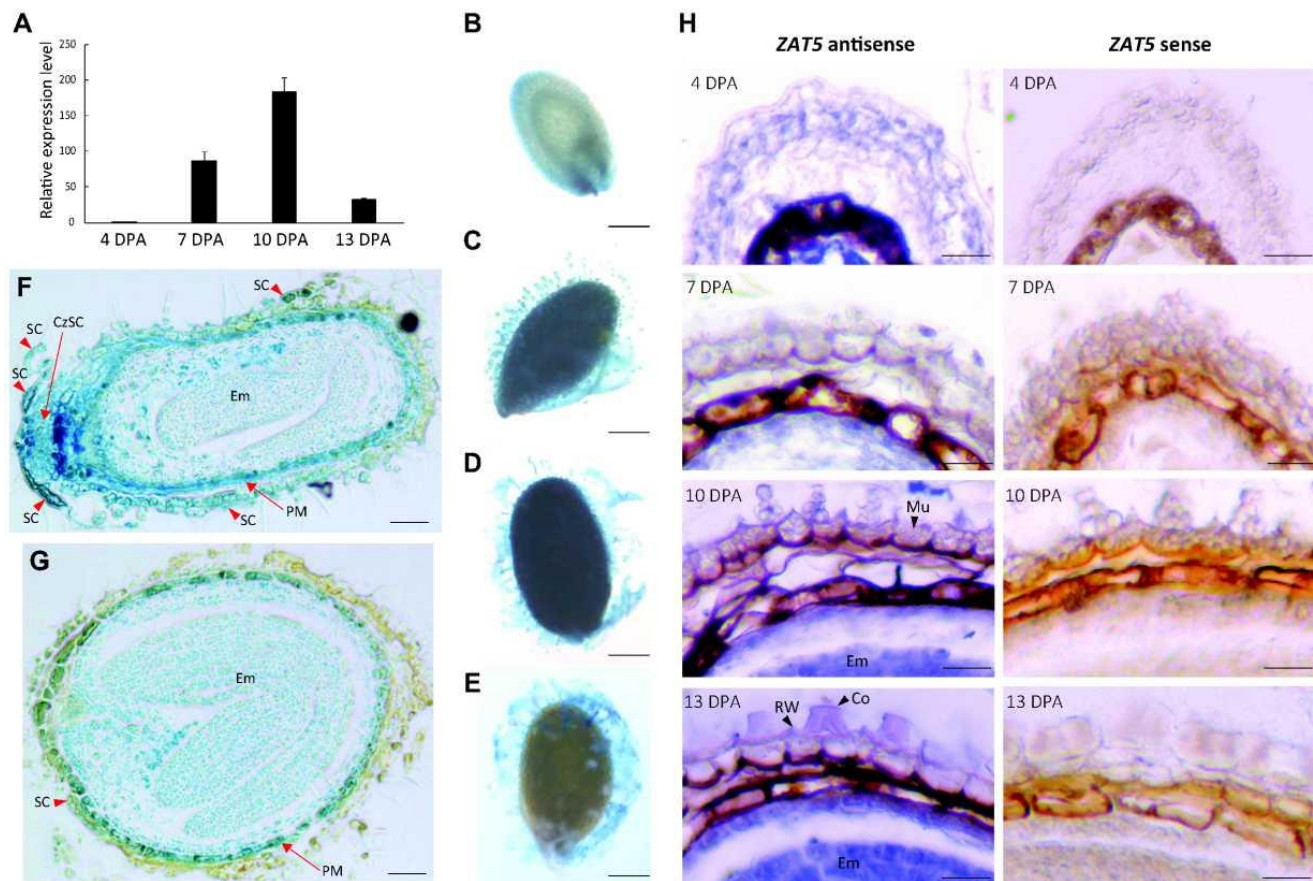 A
Relative expression level
250
200
150
100
50
0
4 DPA 7 DPA 10 DPA 13 DPA
B
C
D
E
F
SC
CzSC
SC
SC
Em
SC
SC
PM
G
Em
SC
PM
H
ZAT5 antisense ZAT5 sense
4 DPA 4 DPA
7 DPA 7 DPA
10 DPA 10 DPA
Mu
Em
13 DPA 13 DPA
RW Co
Em